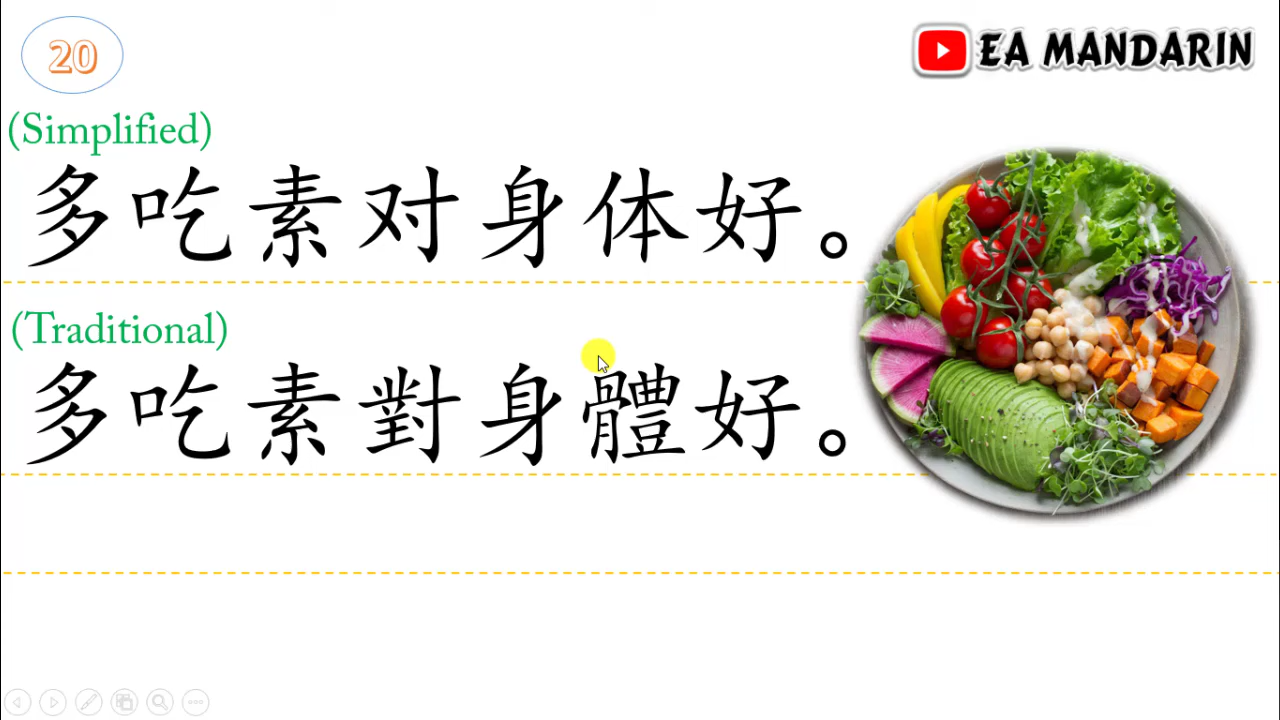 20
EA MANDARIN
(Simplified)
多吃素对身体好。
(Traditional)
多吃素對身體好。